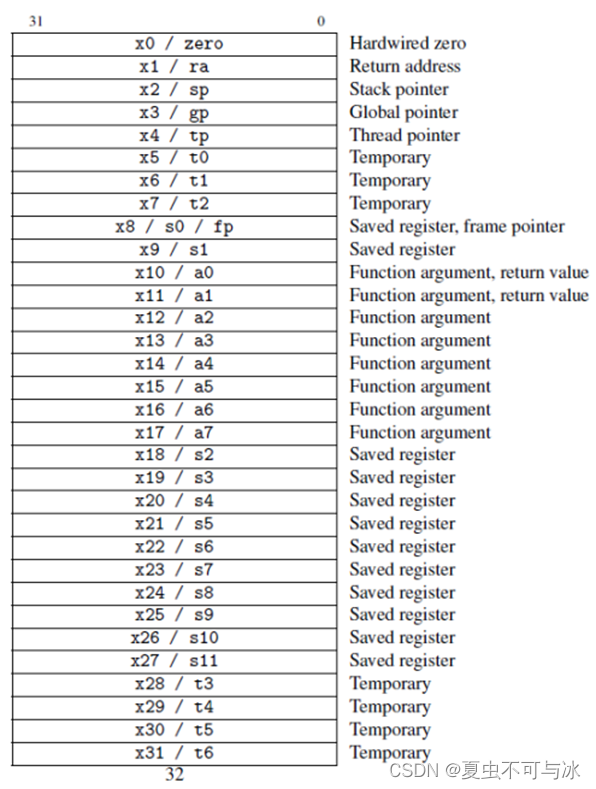 31 0
x0 / zero Hardwired zero
x1 / ra Return address
x2 / sp Stack pointer
x3 / gp Global pointer
x4 / tp Thread pointer
x5 / t0 Temporary
x6 / t1 Temporary
x7 / t2 Temporary
x8 / s0 / fp Saved register, frame pointer
x9 / s1 Saved register
x10 / a0 Function argument, return value
x11 / a1 Function argument, return value
x12 / a2 Function argument
x13 / a3 Function argument
x14 / a4 Function argument
x15 / a5 Function argument
x16 / a6 Function argument
x17 / a7 Function argument
x18 / s2 Saved register
x19 / s3 Saved register
x20 / s4 Saved register
x21 / s5 Saved register
x22 / s6 Saved register
x23 / s7 Saved register
x24 / s8 Saved register
x25 / s9 Saved register
x26 / s10 Saved register
x27 / s11 Saved register
x28 / t3 Temporary
x29 / t4 Temporary
x30 / t5 Temporary
x31 / t6 Temporary
32
CSDN @夏虫不可与冰